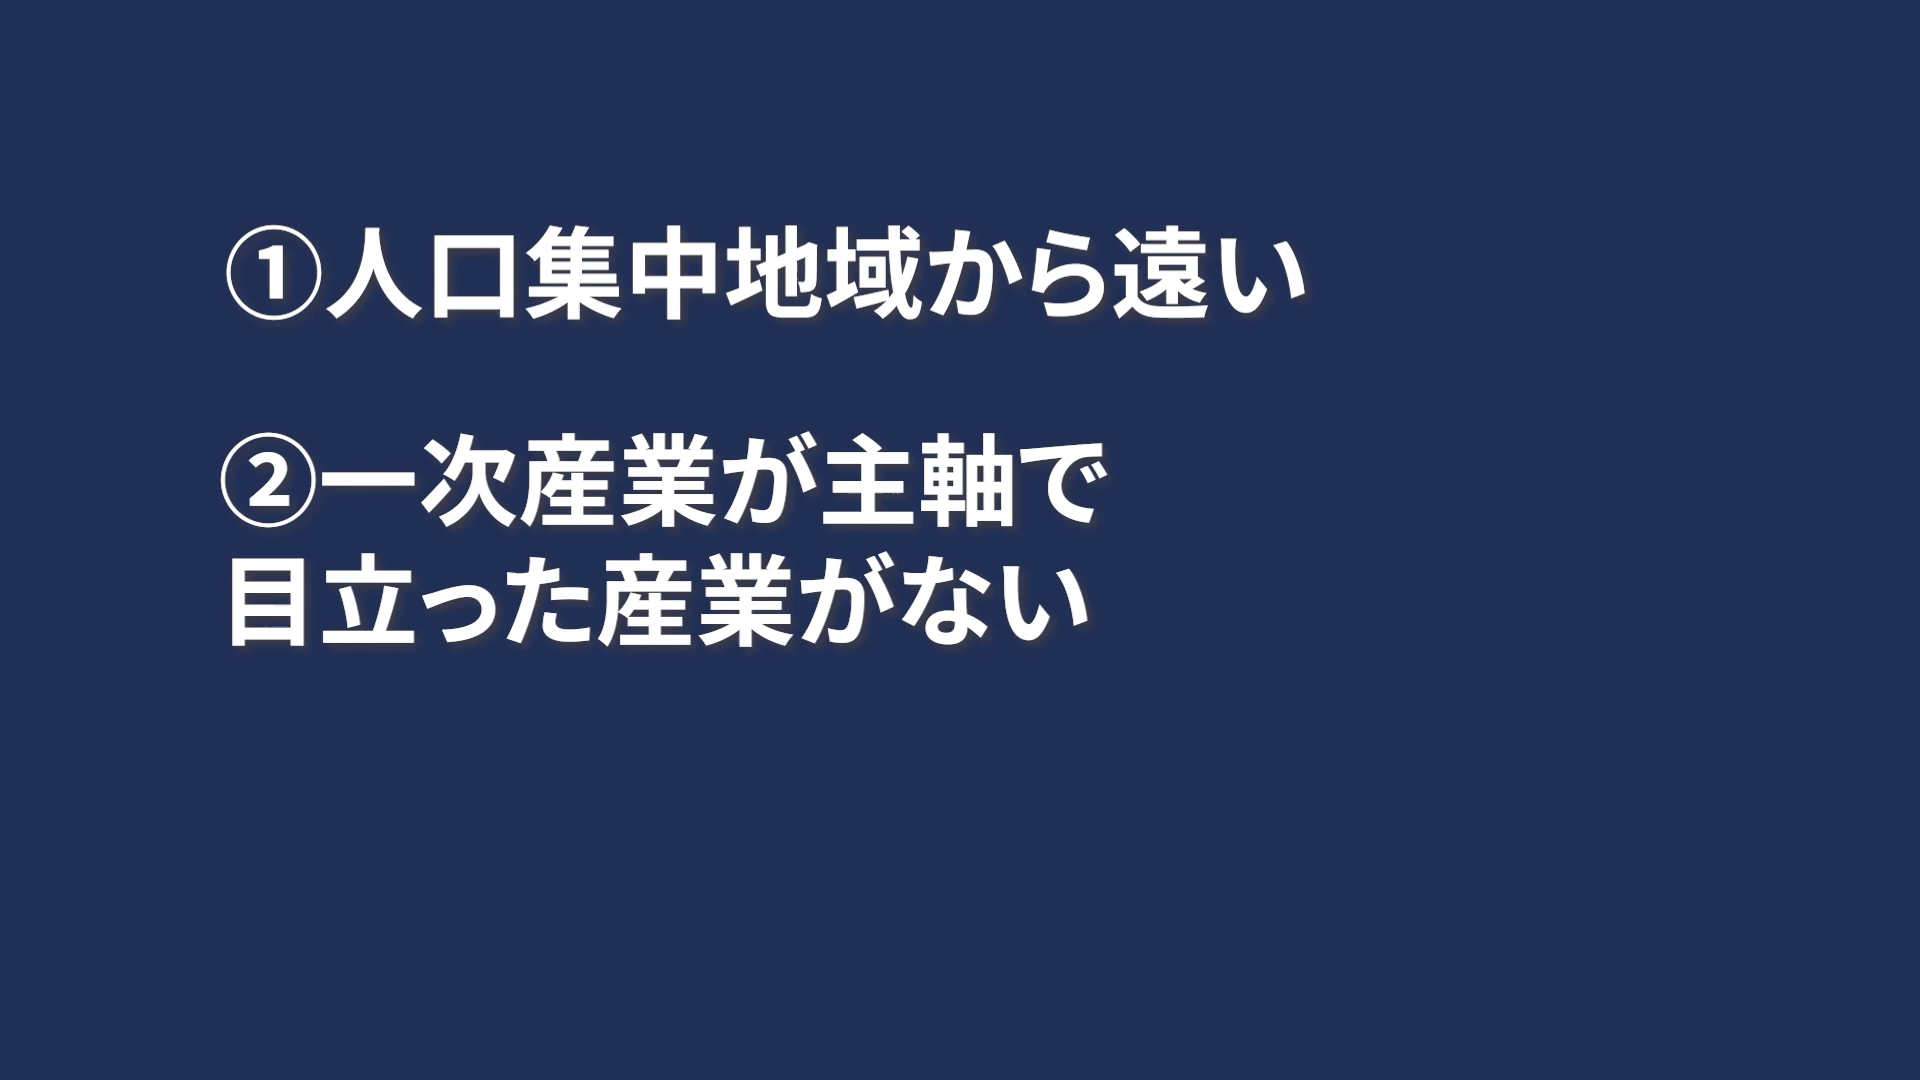 ①人口集中地域から遠い
②一次産業が主軸で
目立った産業がない